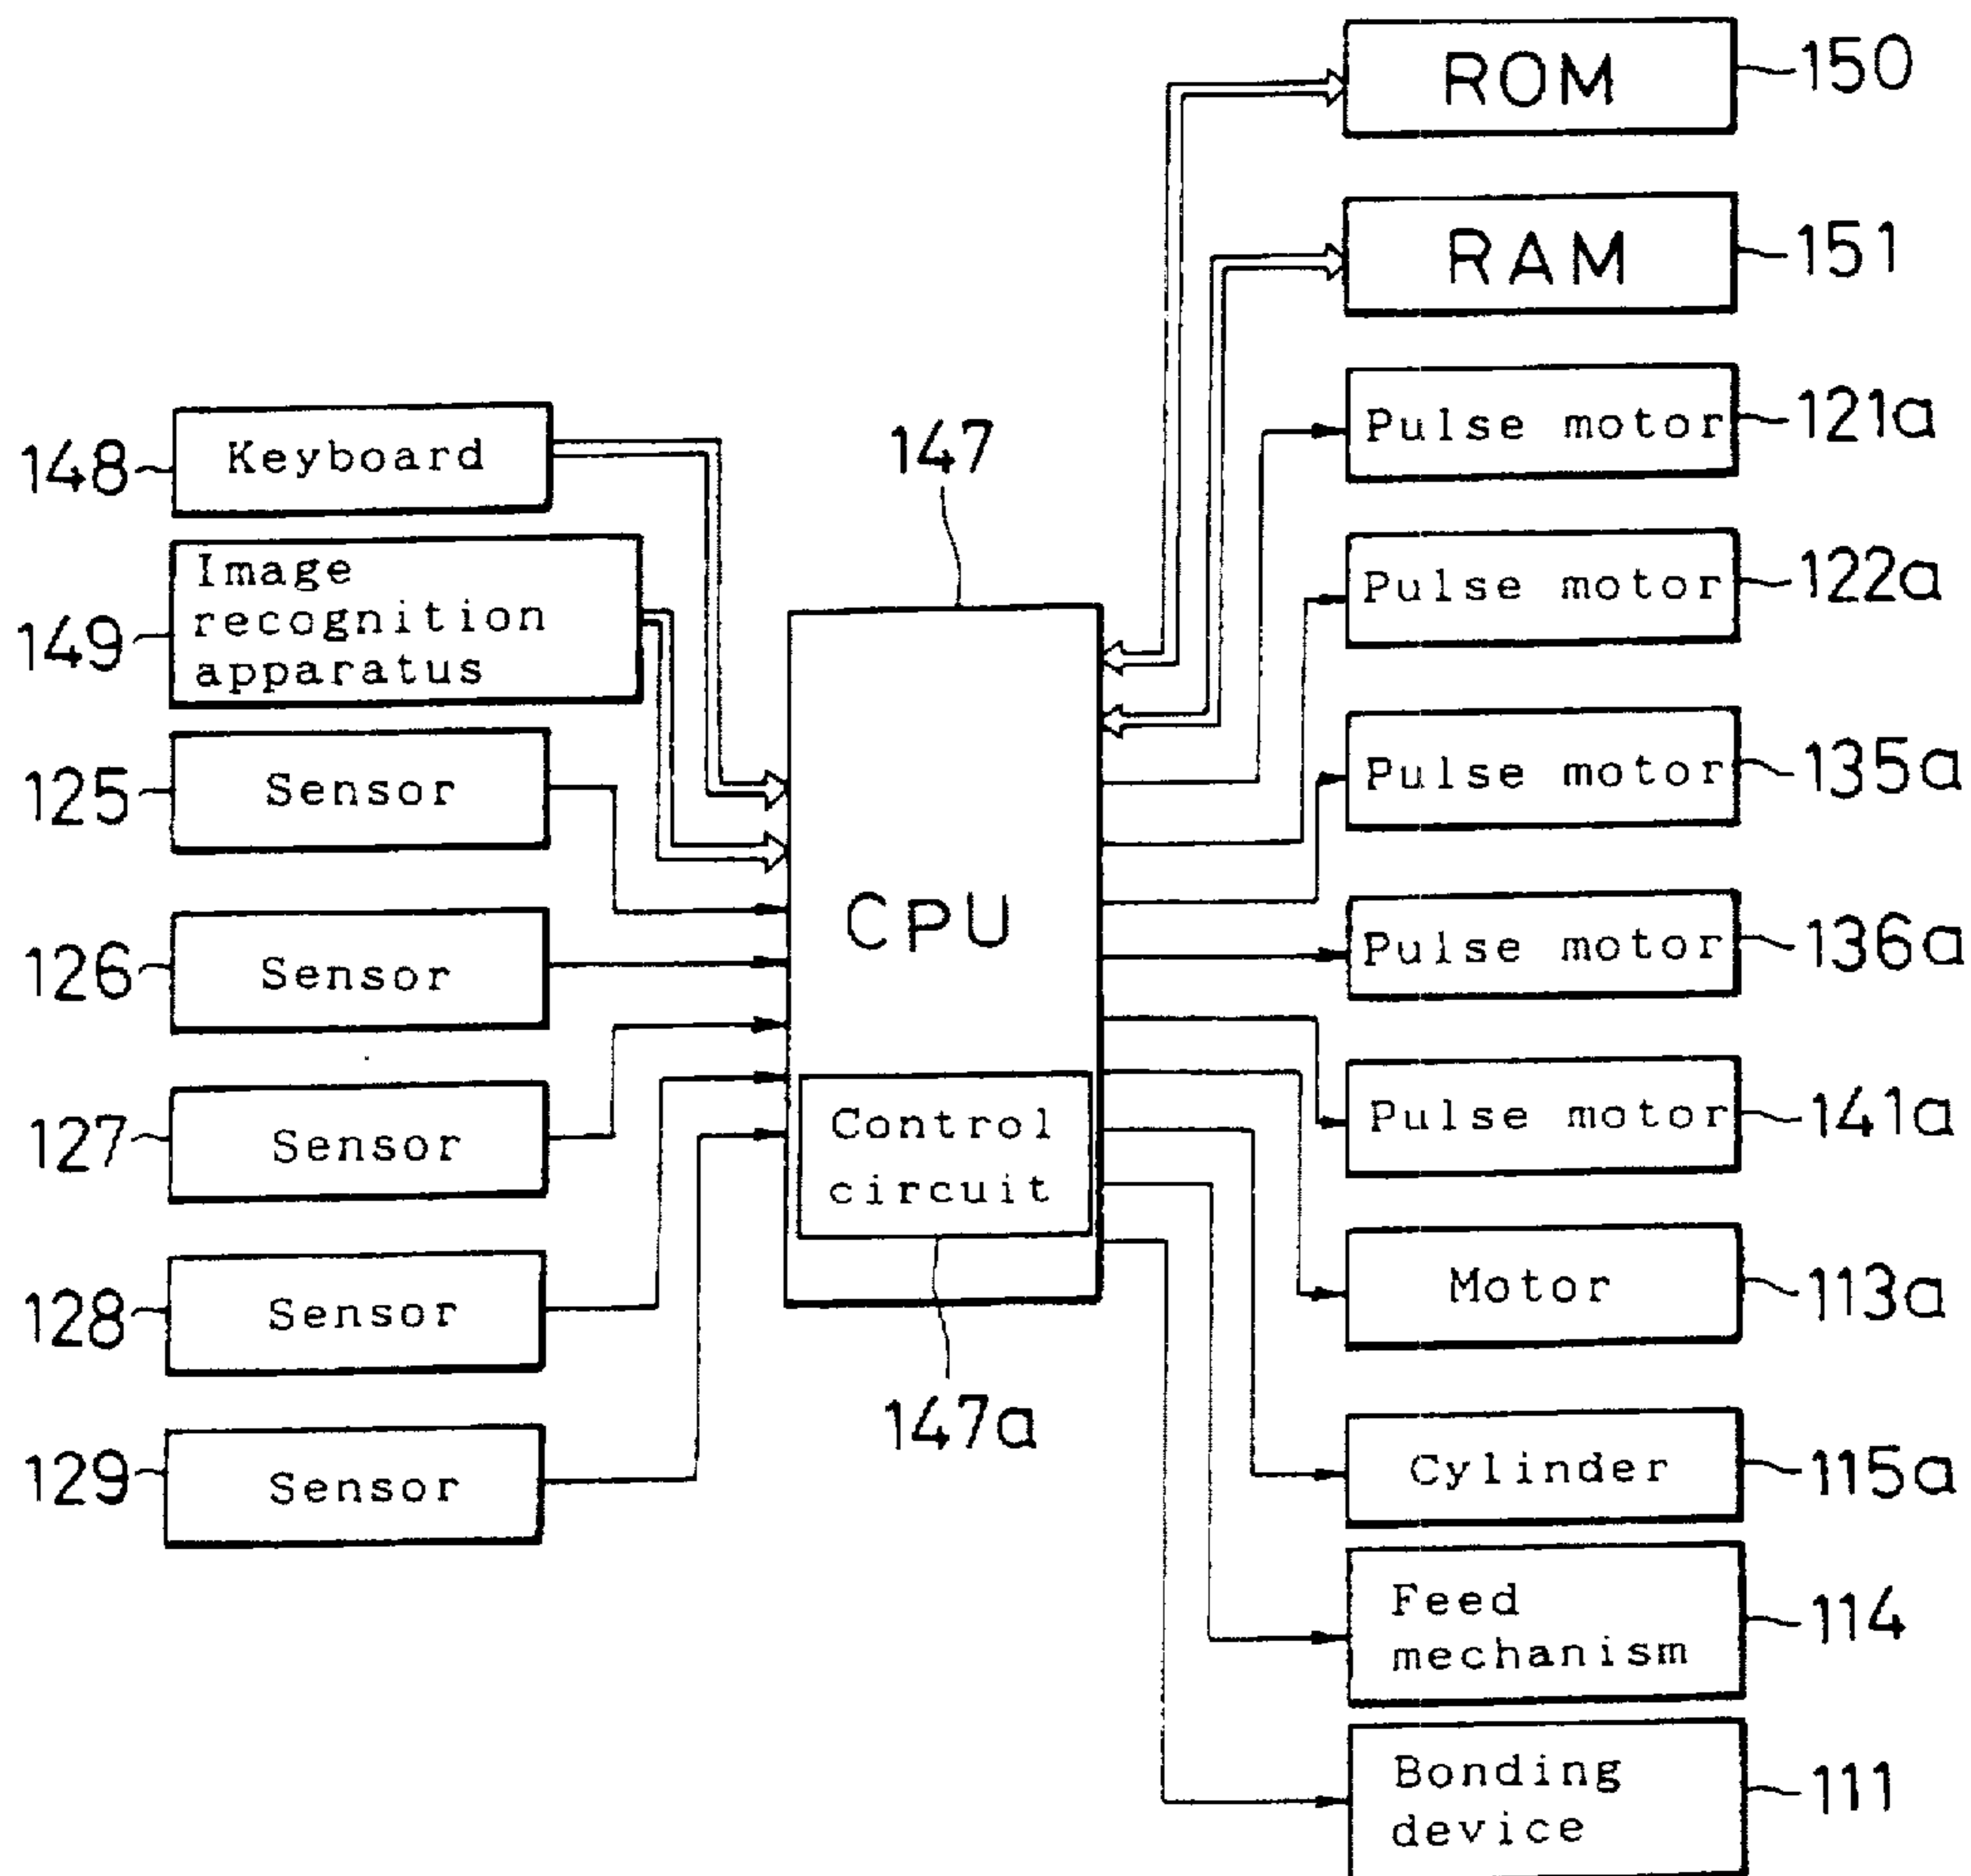 ROM
150
RAM
151
Pulse motor
121a
148
Keyboard
147
Pulse motor
122a
149
Image
recognition
apparatus
125
Sensor
Pulse motor
135a
CPU
126
Sensor
Pulse motor
136a
127
Sensor
Control
circuit
Pulse motor
141a
128
Sensor
Motor
113a
147a
129
Sensor
Cylinder
115a
Feed
mechanism
114
Bonding
device
111